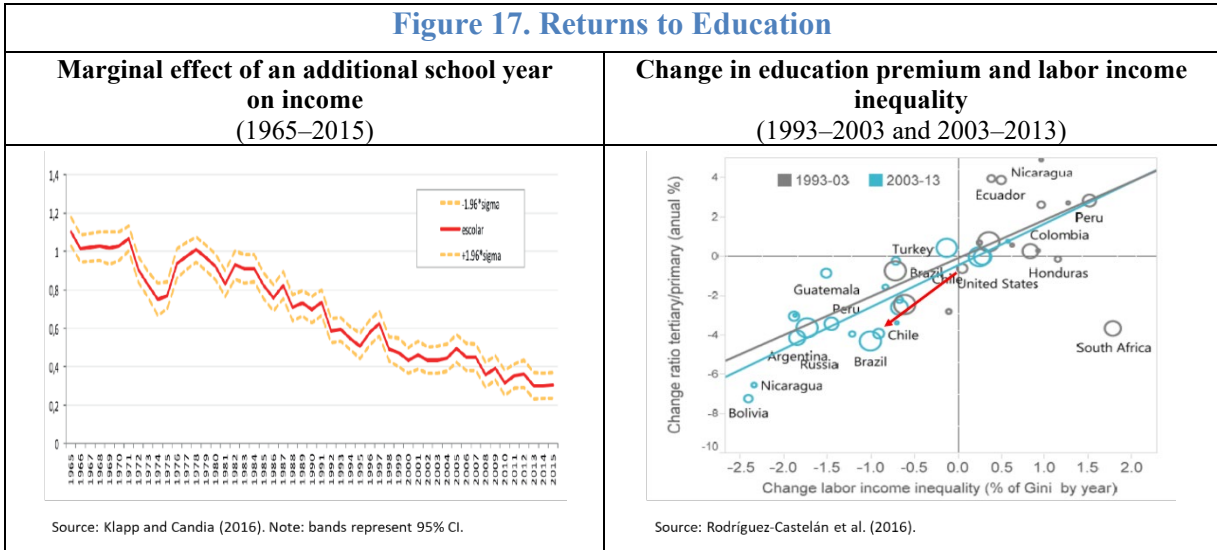 Figure 17. Returns to Education
Marginal effect of an additional school year
on income
(1965–2015)
Change in education premium and labor income
inequality
(1993–2003 and 2003–2013)
1,4
1,2
1
0,8
0,6
0,4
0,2
0
-1.96*sigma
escolar
+1.96*sigma
1965
1966
1967
1968
1969
1970
1971
1972
1973
1974
1975
1976
1977
1978
1979
1980
1981
1982
1983
1984
1985
1986
1987
1988
1989
1990
1991
1992
1993
1994
1995
1996
1997
1998
1999
2000
2001
2002
2003
2004
2005
2006
2007
2008
2009
2010
2011
2012
2013
2014
2015
Source: Klapp and Candia (2016). Note: bands represent 95% CI.
Change ratio tertiary/primary (anual %)
4
2
0
-2
-4
-6
-8
-10
1993-03
2003-13
Nicaragua
Ecuador
Peru
Colombia
Turkey
Brazil
Chile
United States
Honduras
Guatemala
Peru
Chile
South Africa
Argentina
Russia
Brazil
Nicaragua
Bolivia
-2.5
-2.0
-1.5
-1.0
-0.5
0.0
0.5
1.0
1.5
2.0
Change labor income inequality (% of Gini by year)
Source: Rodríguez-Castelán et al. (2016).